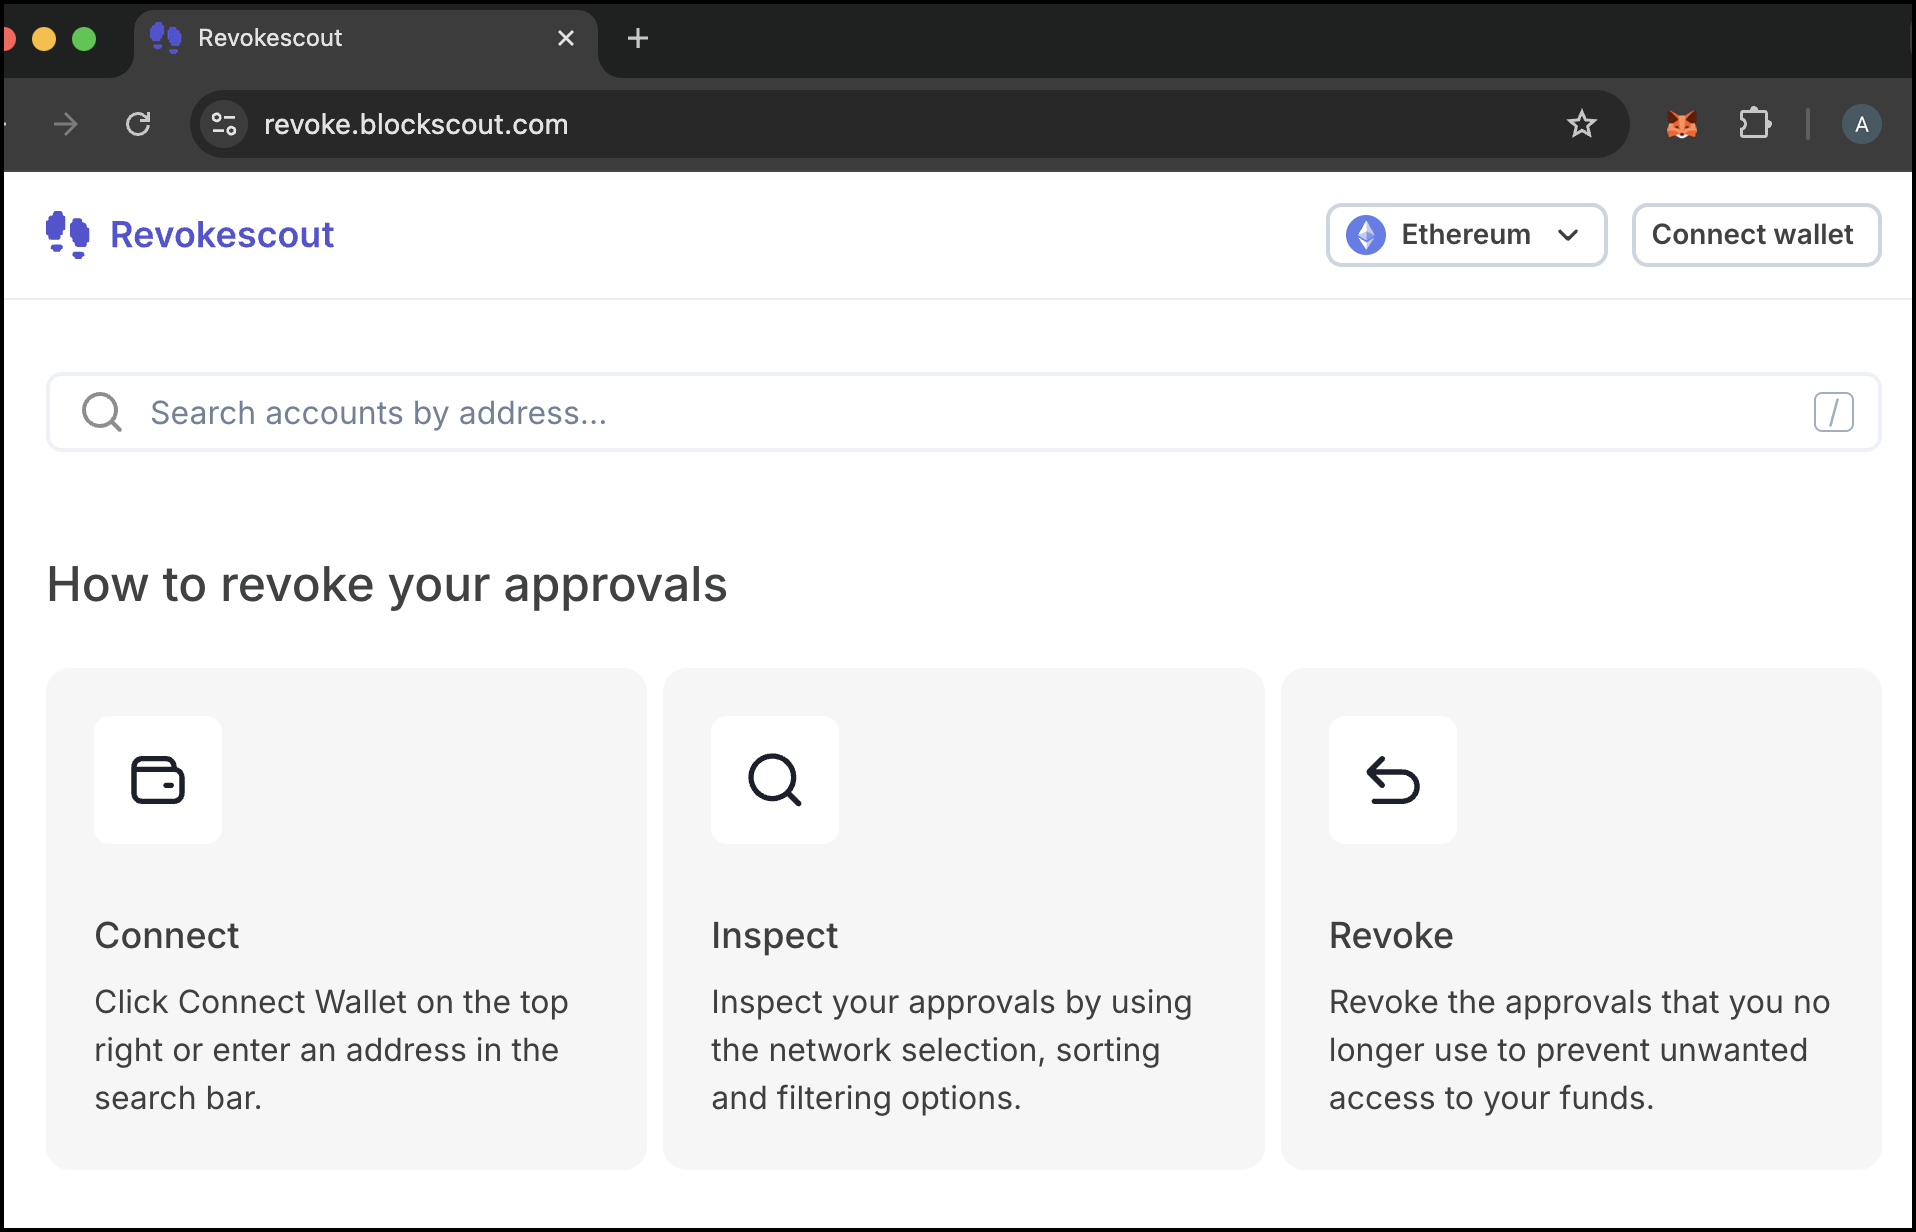 Revokescout
revoke.blockscout.com
A
Revokescout
Ethereum
Connect wallet
Search accounts by address...
/
How to revoke your approvals
Connect
Click Connect Wallet on the top
right or enter an address in the
search bar.
Inspect
Inspect your approvals by using
the network selection, sorting
and filtering options.
Revoke
Revoke the approvals that you no
longer use to prevent unwanted
access to your funds.